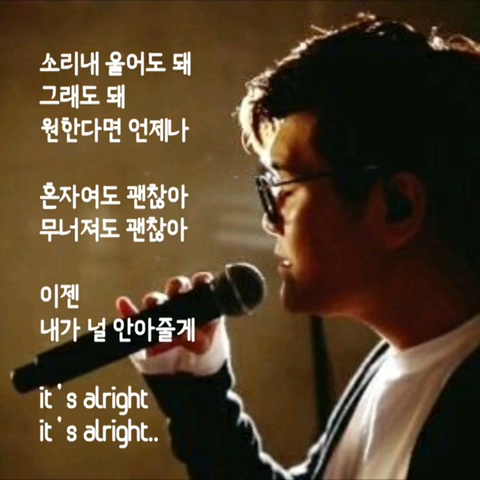 소리내 울어도 돼
그래도 돼
원한다면 언제나
혼자여도 괜찮아
무너져도 괜찮아
이젠
내가 널 안아줄게
it's alright
it's alright..